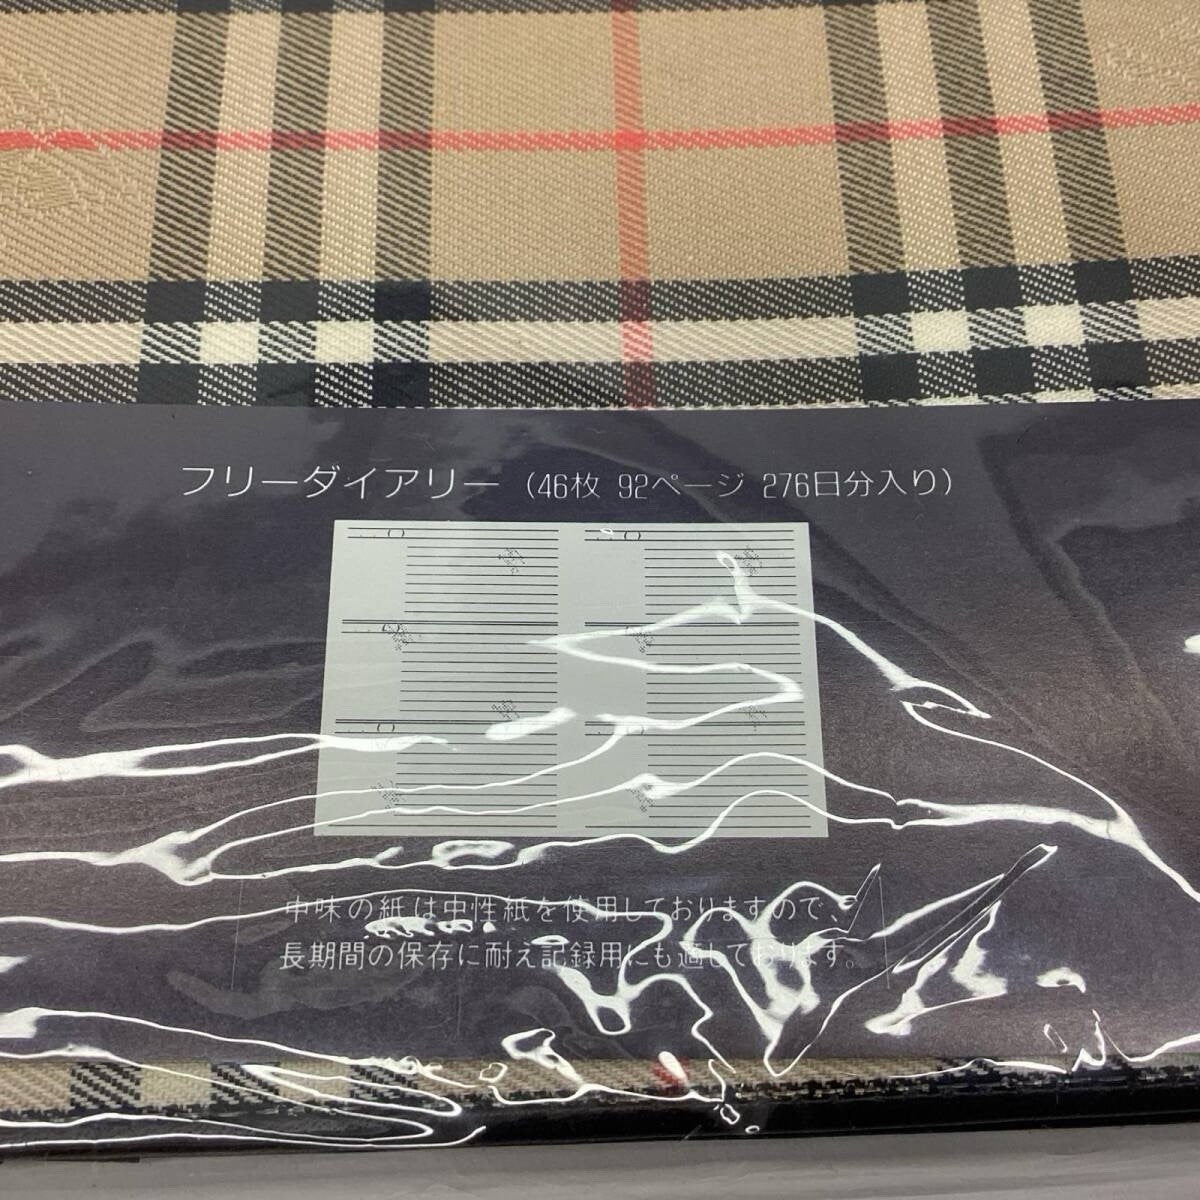 フリーダイアリー（46枚 92ページ 276日分入り）
中味の紙は中性紙を使用しておりますので、
長期間の保存に耐え記録用にも適しております。